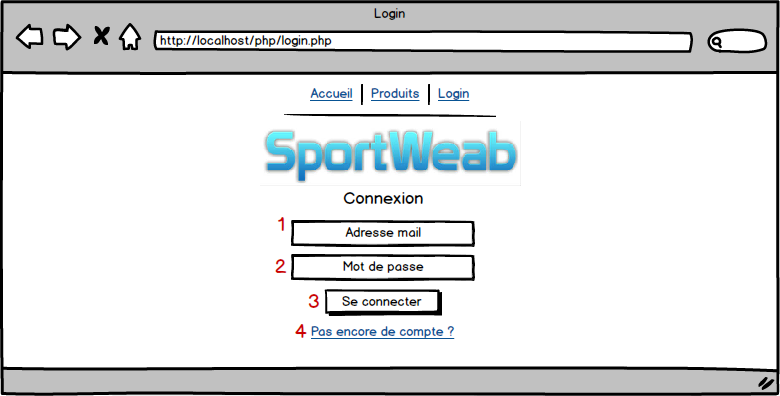 Login
http://localhost/php/login.php
Accueil Produits Login
SportWeab
Connexion
1 Adresse mail
2 Mot de passe
3 Se connecter
4 Pas encore de compte ?